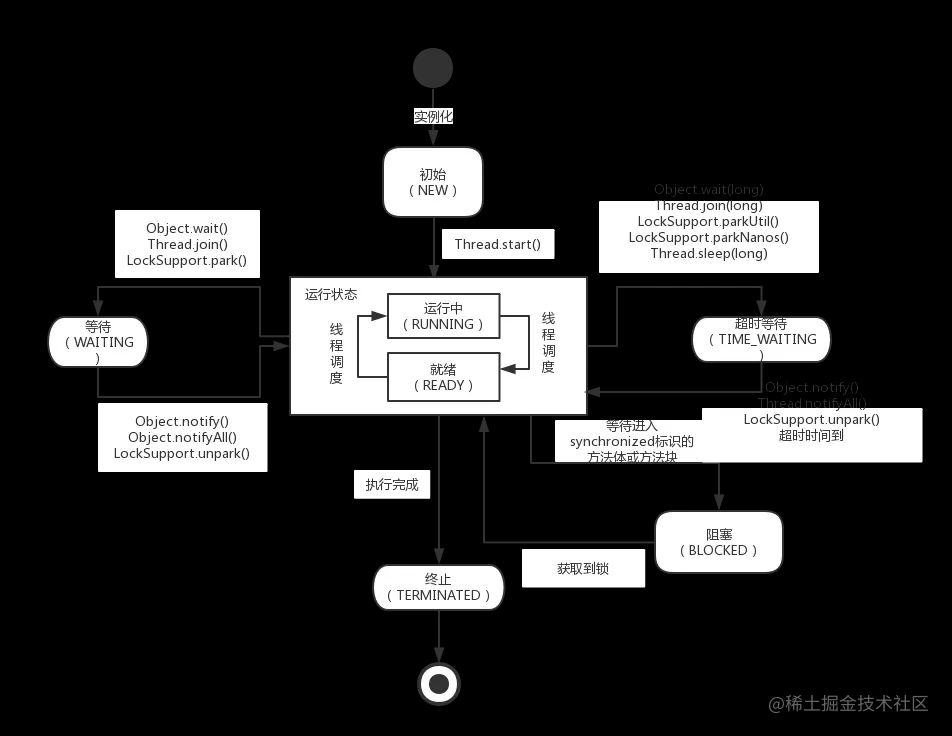 实例化
初始
( NEW )
Thread.start()
Object.wait()
Thread.join()
LockSupport.park()
Object.wait(long)
Thread.join(long)
LockSupport.parkUtil()
LockSupport.parkNanos()
Thread.sleep(long)
运行状态
运行中
( RUNNING )
线程调度
线程调度
就绪
( READY )
等待
( WAITING
)
超时等待
( TIME_WAITING
)
Object.notify()
Object.notifyAll()
LockSupport.unpark()
Object.notify()
Thread.notifyAll()
LockSupport.unpark()
超时时间到
等待进入
synchronized标识的
方法体或方法块
执行完成
阻塞
( BLOCKED )
获取到锁
终止
( TERMINATED )
@稀土掘金技术社区